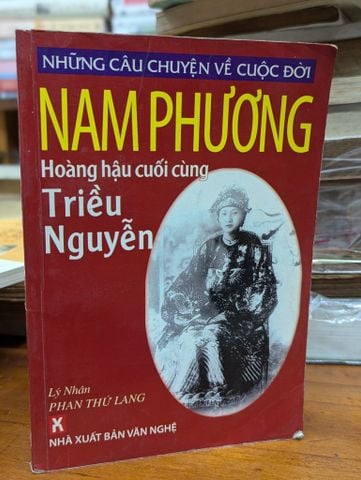 NHỮNG CÂU CHUYỆN VỀ CUỘC ĐỜI
NAM PHƯƠNG
Hoàng hậu cuối cùng
Triều
Nguyễn
Lý Nhân
PHAN THỨ LANG
NHÀ XUẤT BẢN VĂN NGHỆ